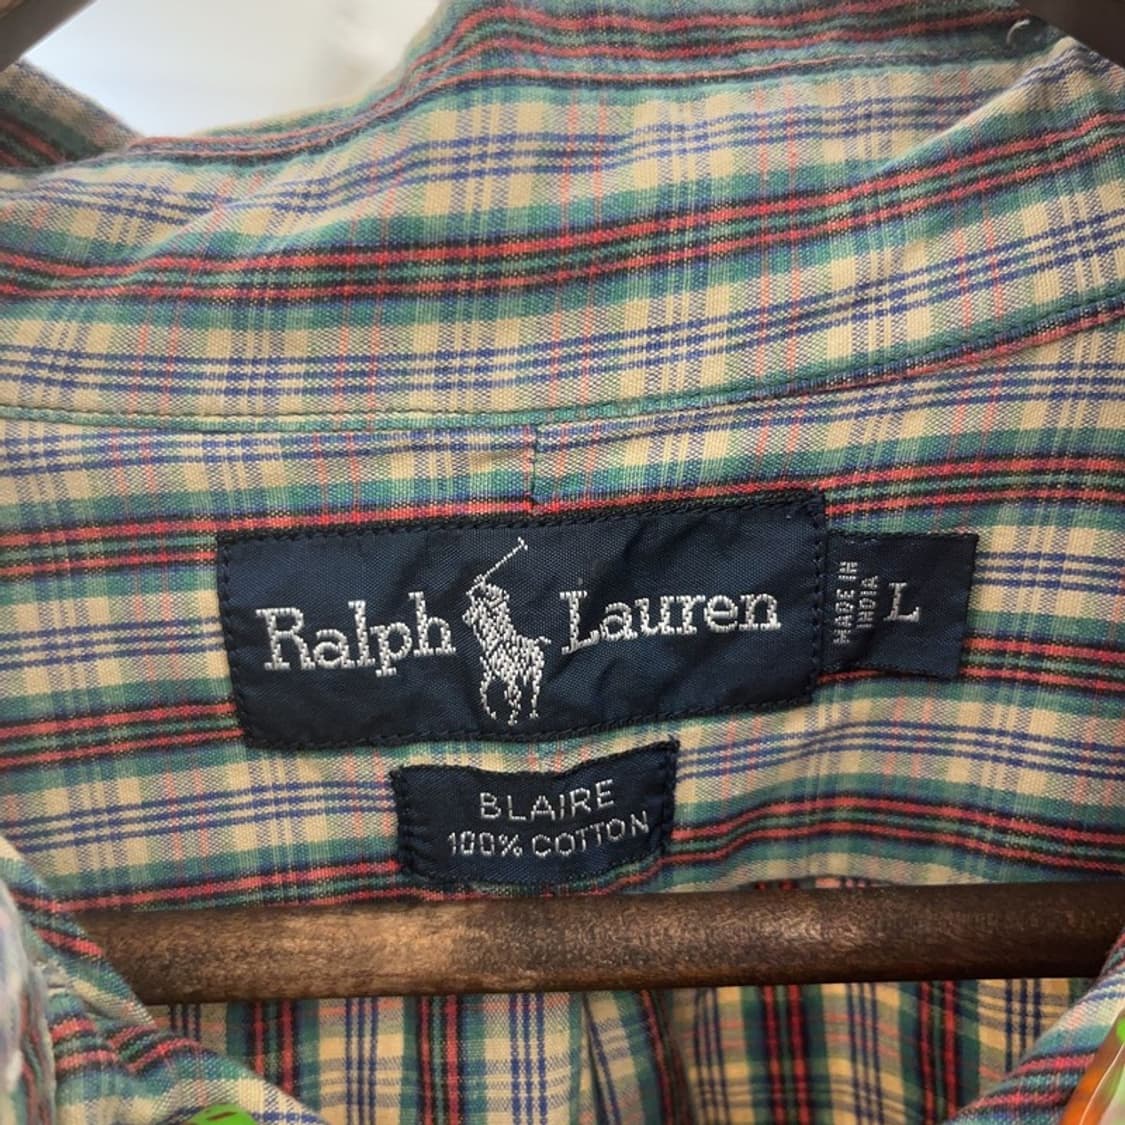 Ralph Lauren
MADE IN
INDIA
L
BLAIRE
100% COTTON